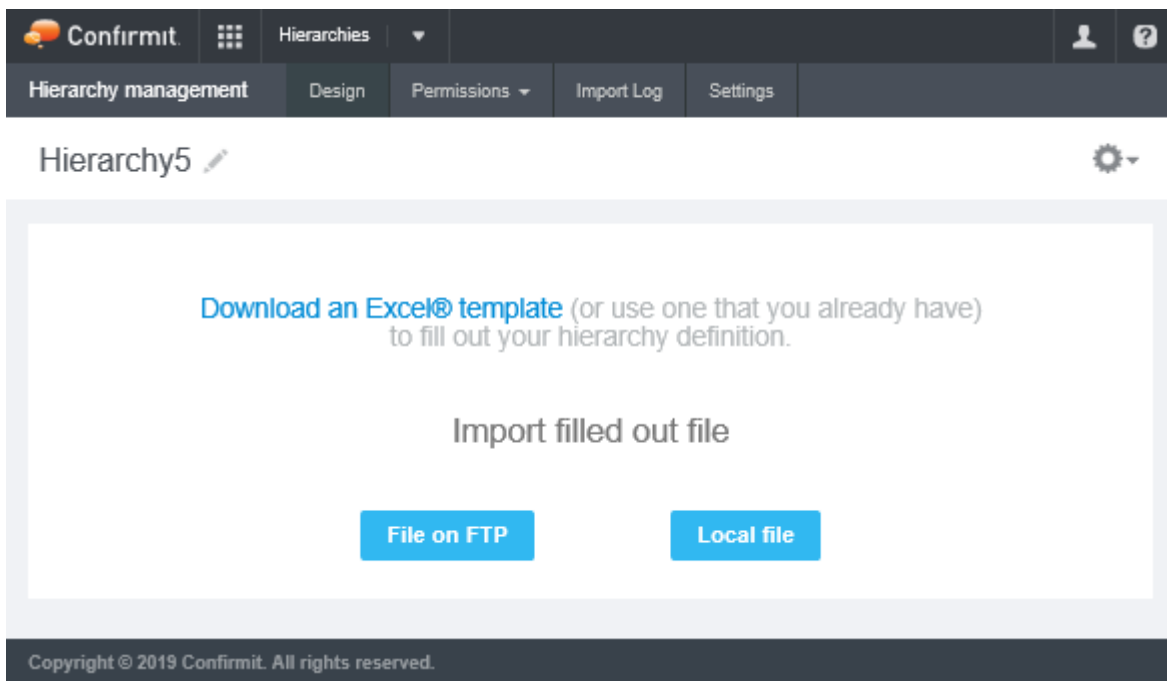 Confirmit. Hierarchies
Hierarchy management Design Permissions Import Log Settings
Hierarchy5
Download an Excel® template (or use one that you already have)
to fill out your hierarchy definition.
Import filled out file
File on FTP Local file
Copyright © 2019 Confirmit. All rights reserved.